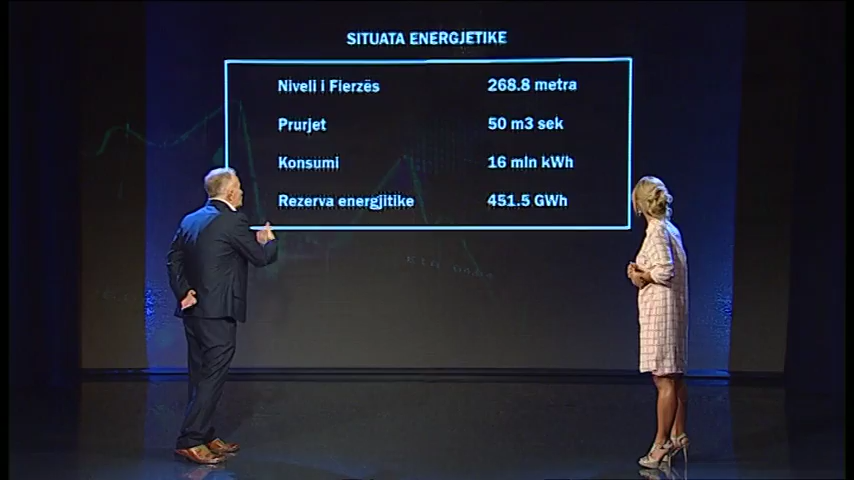 SITUATA ENERGJETIKE
Niveli i Fierzës 268.8 metra
Prurjet 50 m3 sek
Konsumi 16 mln kWh
Rezerva energjitike 451.5 GWh